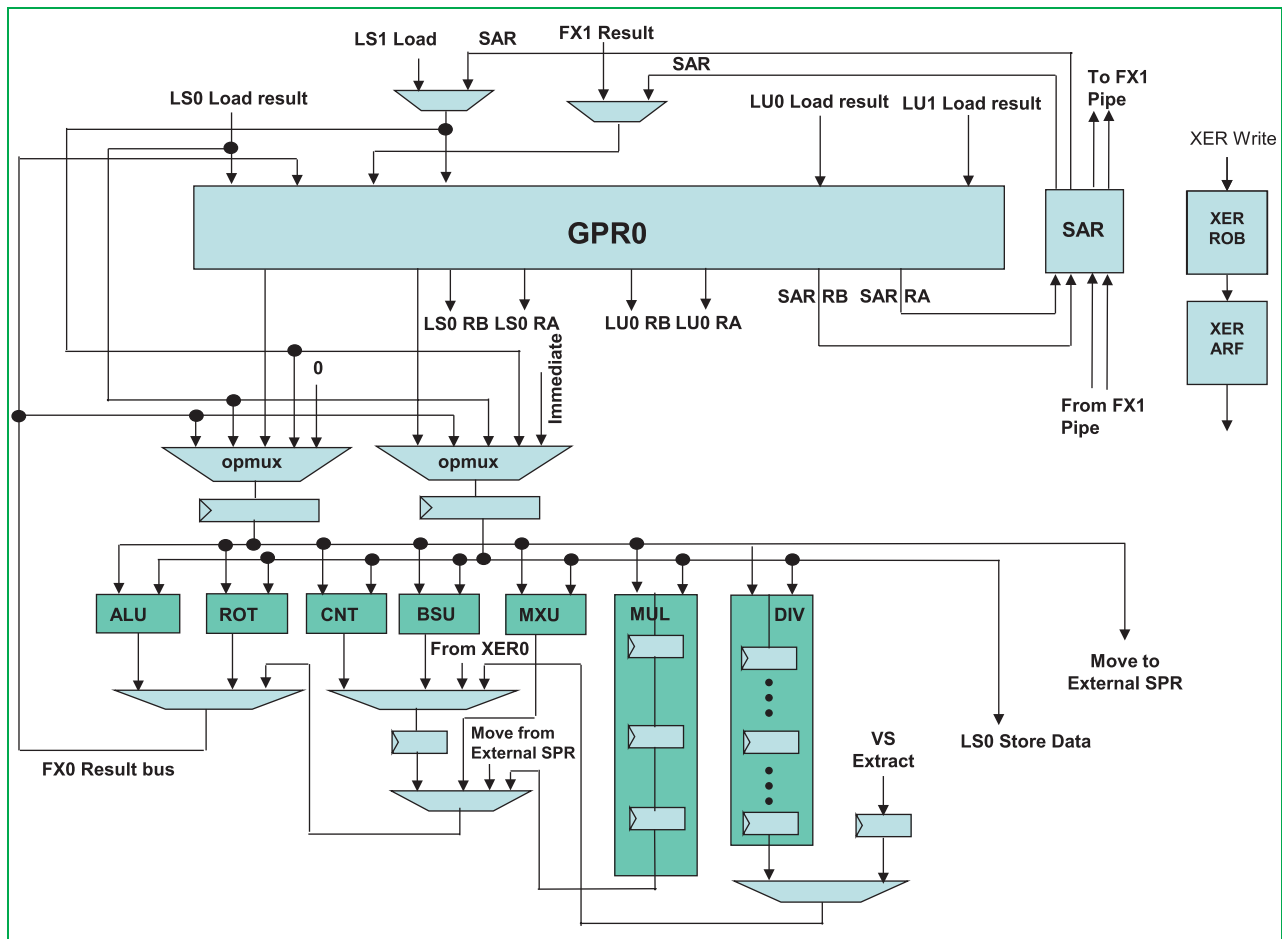 LS1 Load
SAR
FX1 Result
SAR
To FX1
Pipe
LS0 Load result
LU0 Load result
LU1 Load result
XER Write
GPR0
SAR
XER
ROB
SAR RB
SAR RA
LS0 RB
LS0 RA
LU0 RB
LU0 RA
XER
ARF
0
Immediate
From FX1
Pipe
opmux
opmux
ALU
ROT
CNT
BSU
MXU
MUL
DIV
From XER0
Move to
External SPR
Move from
External SPR
LS0 Store Data
VS
Extract
FX0 Result bus